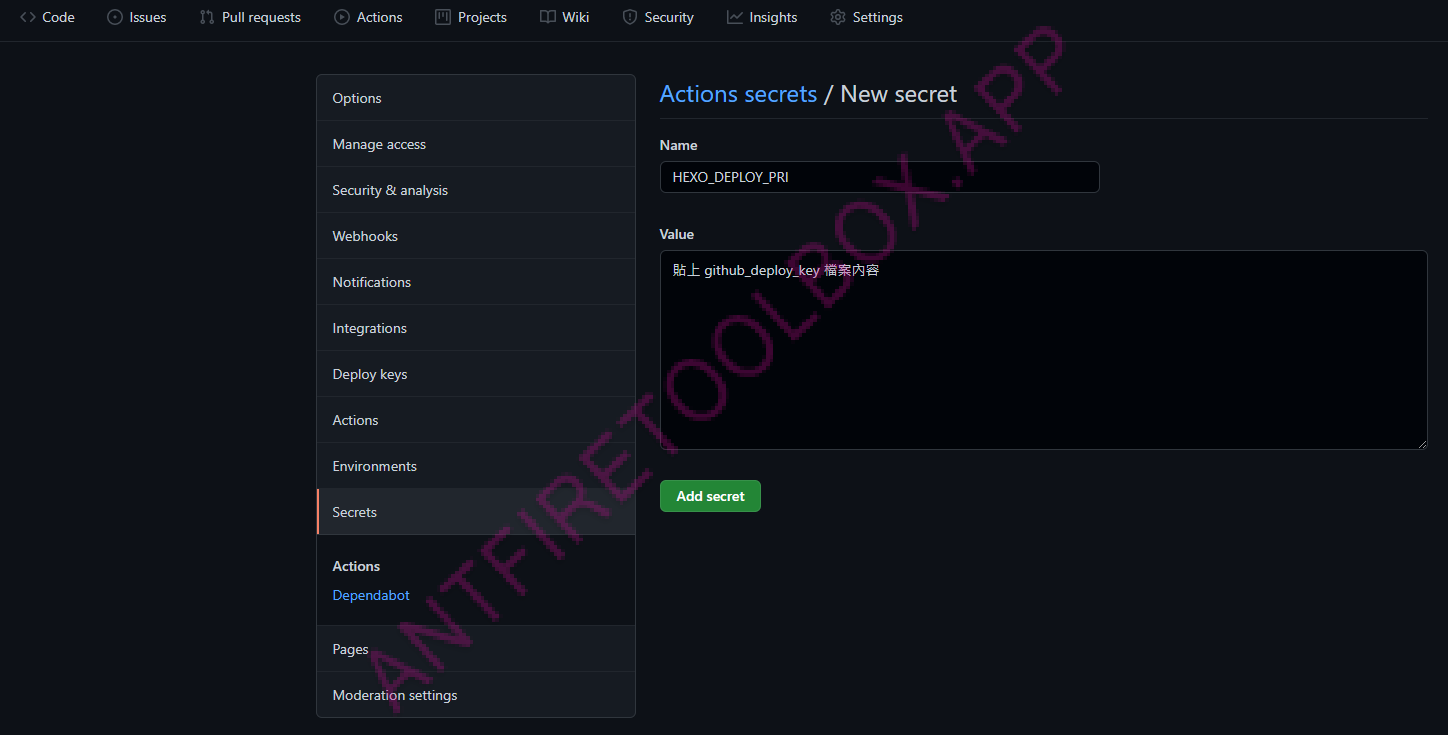 Code Issues Pull requests Actions Projects Wiki Security Insights Settings
Options
Manage access
Security & analysis
Webhooks
Notifications
Integrations
Deploy keys
Actions
Environments
Secrets
Actions
Dependabot
Pages
Moderation settings
Actions secrets / New secret
Name
HEXO_DEPLOY_PRI
Value
貼上 github_deploy_key 檔案內容
Add secret
ANTFIRETOOLBOX.APP